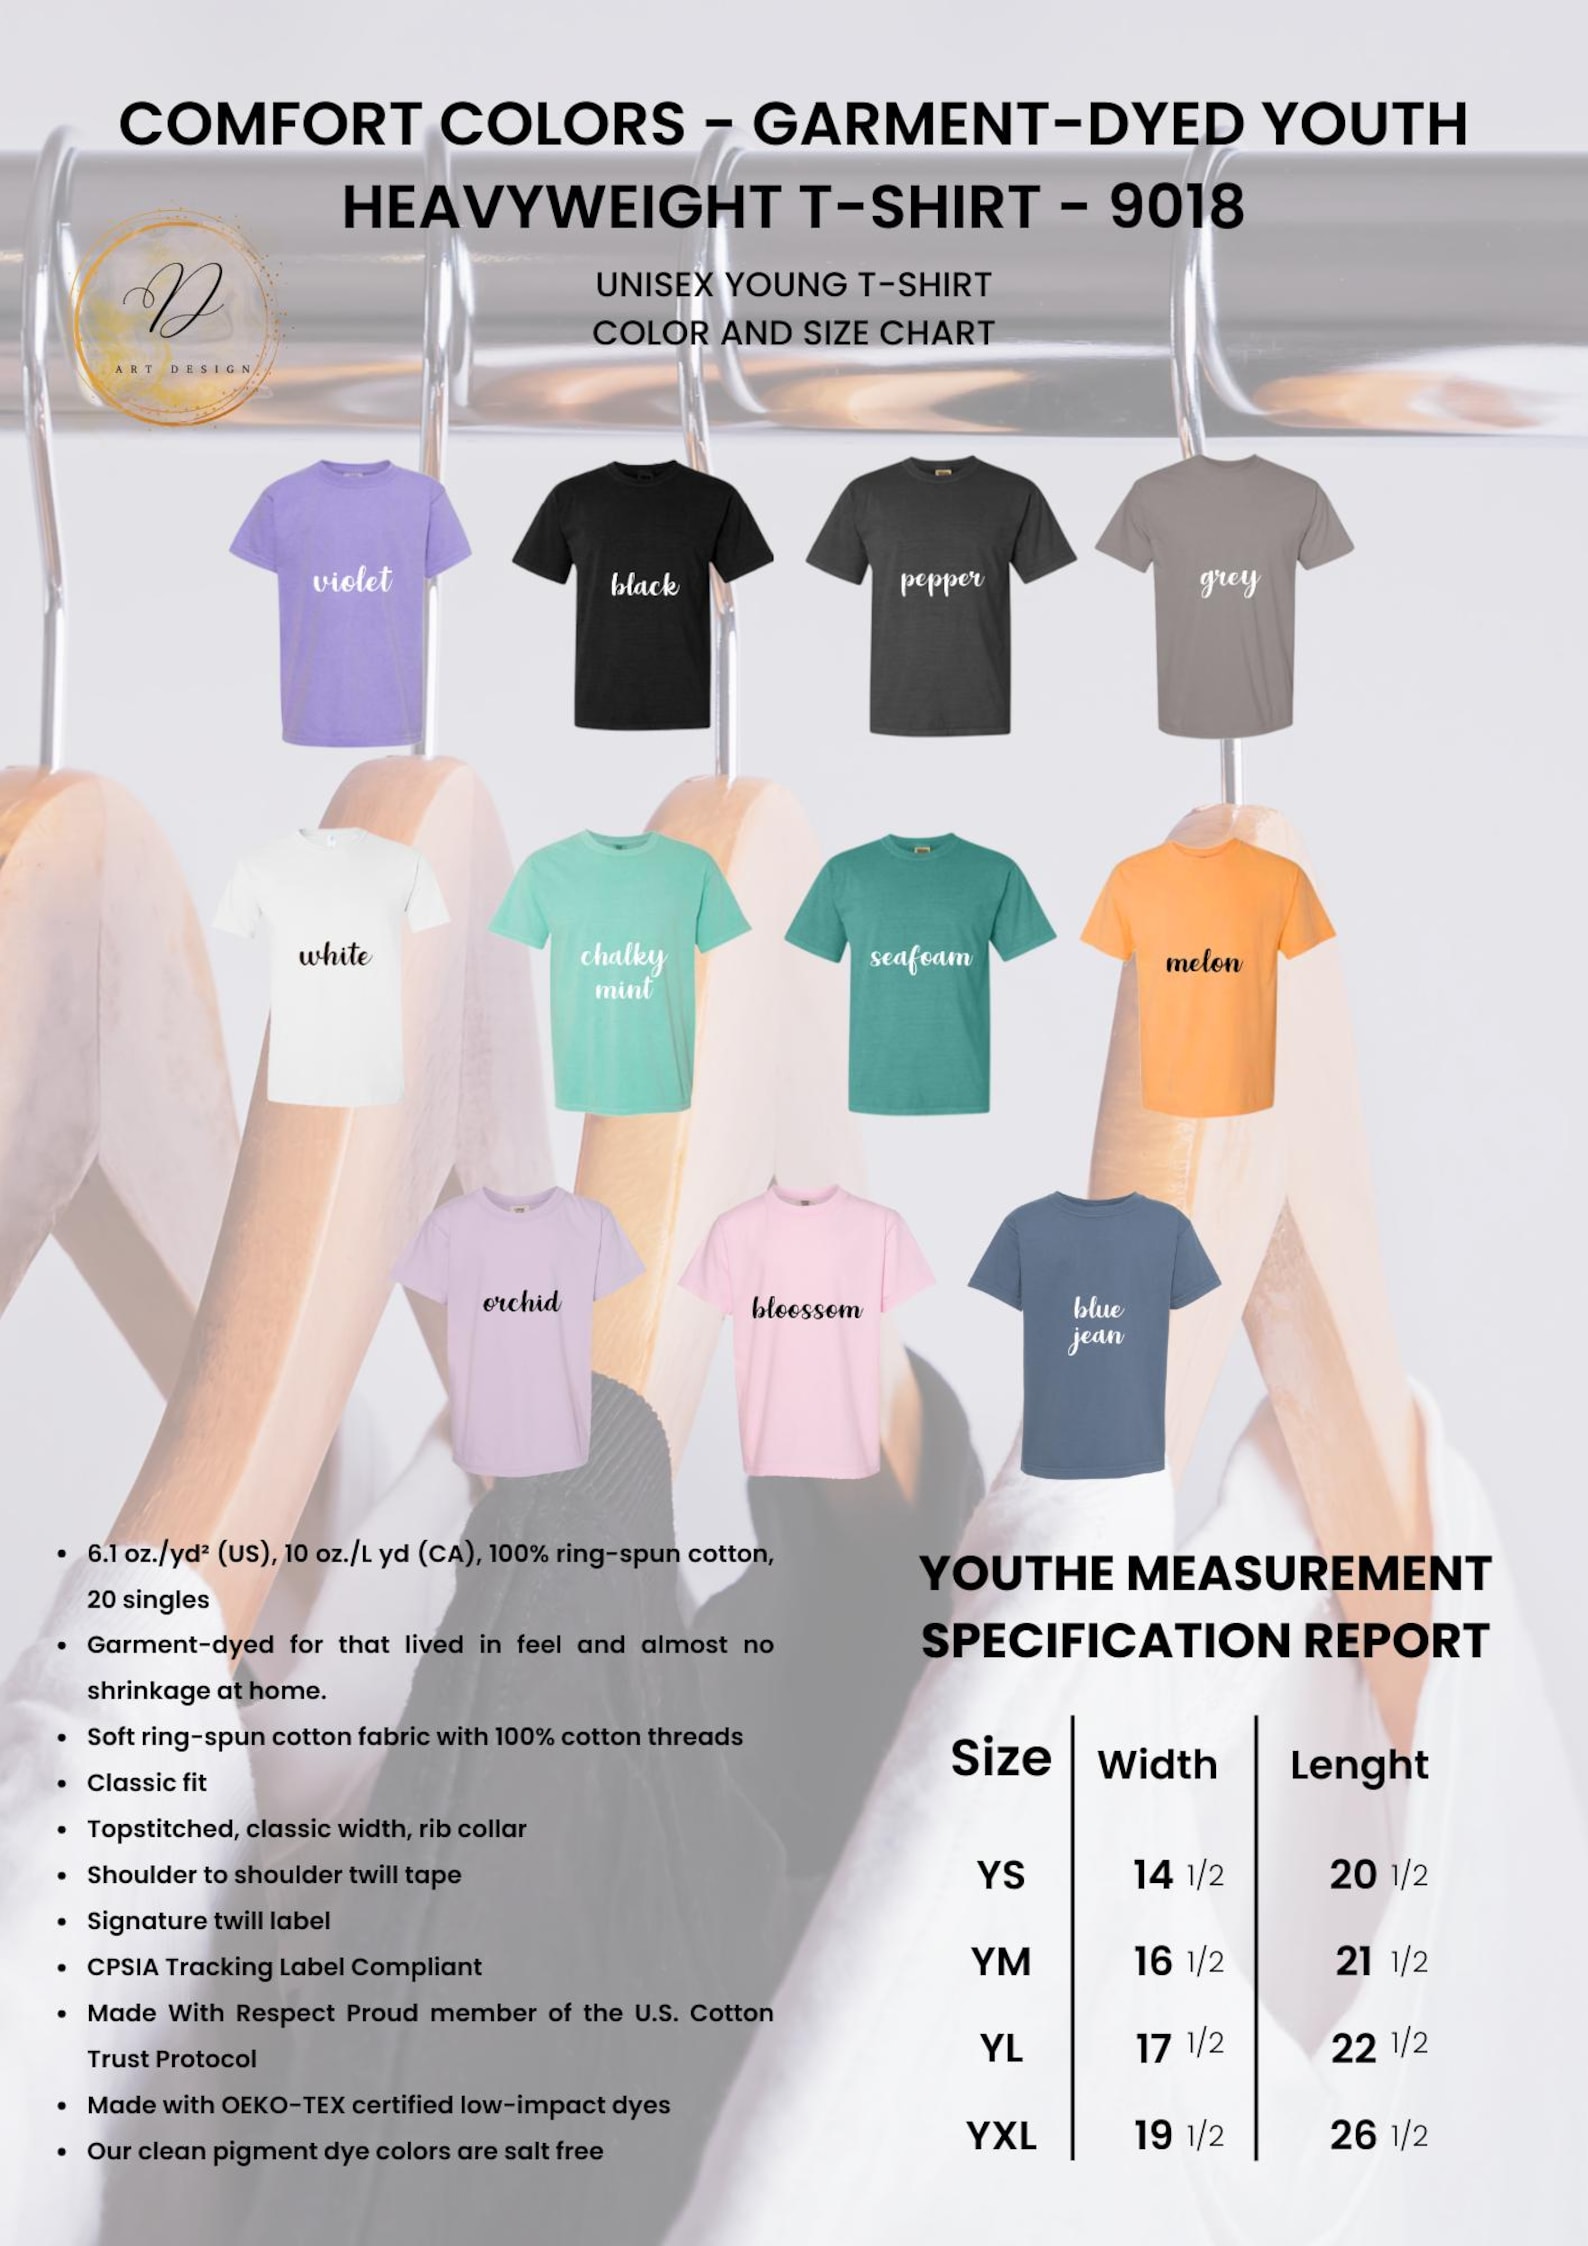 COMFORT COLORS - GARMENT-DYED YOUTH
HEAVYWEIGHT T-SHIRT - 9018
UNISEX YOUNG T-SHIRT
COLOR AND SIZE CHART
D
ART DESIGN
violet
black
pepper
grey
white
chalky
mint
seafoam
melon
orchid
bloossom
blue
jean
• 6.1 oz./yd² (US), 10 oz./L yd (CA), 100% ring-spun cotton,
20 singles
• Garment-dyed for that lived in feel and almost no
shrinkage at home.
• Soft ring-spun cotton fabric with 100% cotton threads
• Classic fit
• Topstitched, classic width, rib collar
• Shoulder to shoulder twill tape
• Signature twill label
• CPSIA Tracking Label Compliant
• Made With Respect Proud member of the U.S. Cotton
Trust Protocol
• Made with OEKO-TEX certified low-impact dyes
• Our clean pigment dye colors are salt free
YOUTHE MEASUREMENT
SPECIFICATION REPORT
Size Width Lenght
YS 14 1/2 20 1/2
YM 16 1/2 21 1/2
YL 17 1/2 22 1/2
YXL 19 1/2 26 1/2